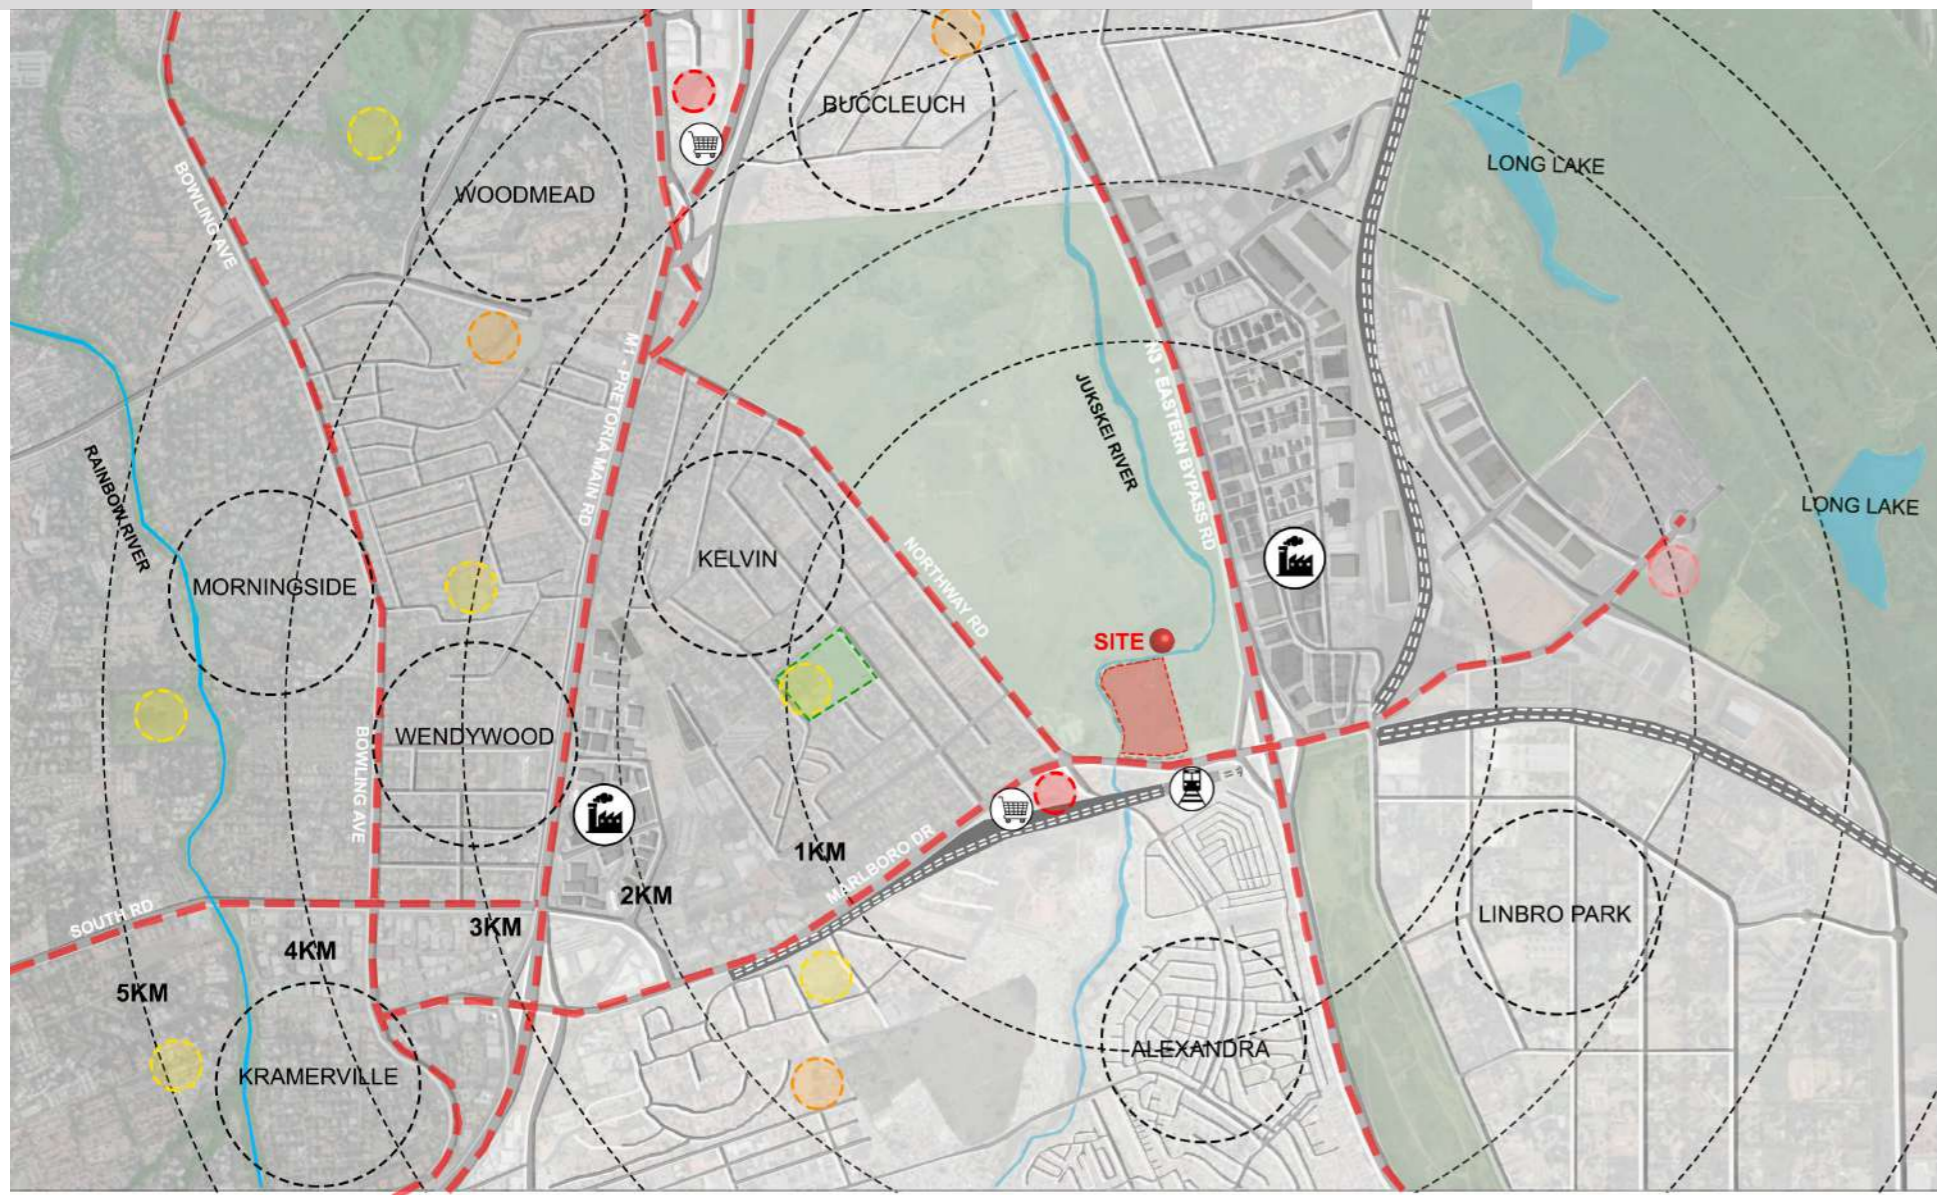 BUCCLEUCH
WOODMEAD
LONG LAKE
BOWLING AVE
M1 - PRETORIA MAIN RD
N3 - EASTERN BYPASS RD
JUKSKEI RIVER
RAINBOW RIVER
LONG LAKE
KELVIN
MORNINGSIDE
NORTHWAY RD
SITE
WENDYWOOD
BOWLING AVE
1KM
MARLBORO DR
2KM
SOUTH RD
3KM
LINBRO PARK
4KM
5KM
ALEXANDRA
KRAMERVILLE